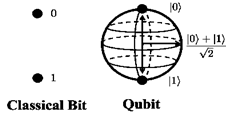 0
|0⟩
|0⟩ + |1⟩
√2
1
|1⟩
Classical Bit
Qubit